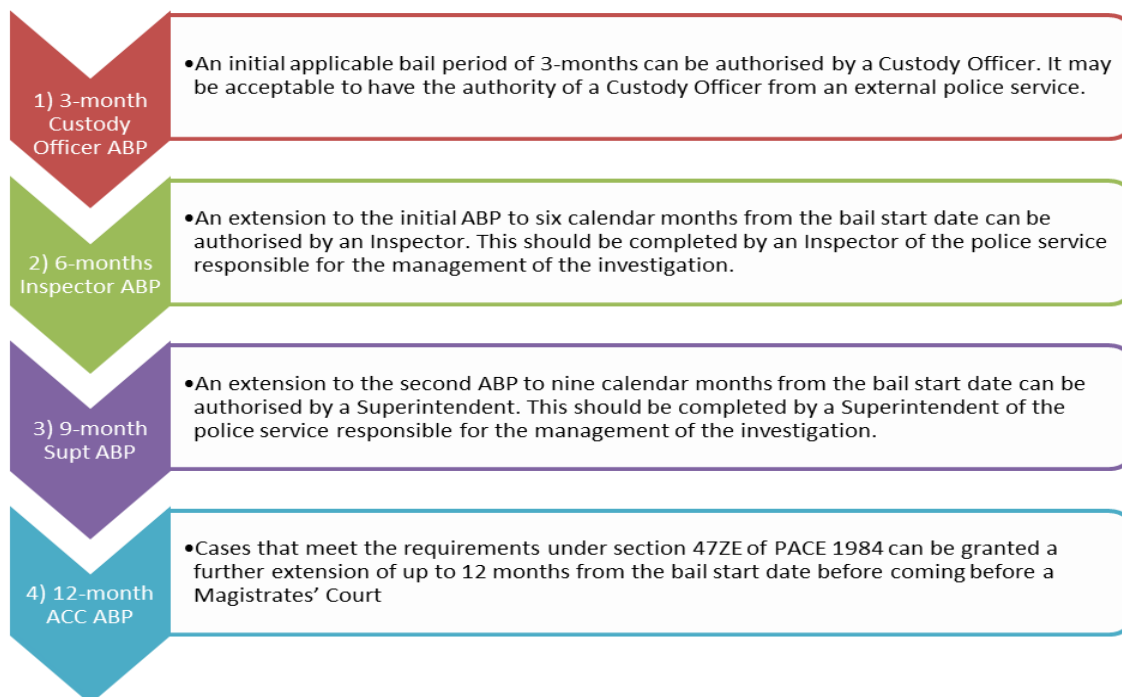 1) 3-month
Custody
Officer ABP
•An initial applicable bail period of 3-months can be authorised by a Custody Officer. It may
be acceptable to have the authority of a Custody Officer from an external police service.
2) 6-months
Inspector ABP
•An extension to the initial ABP to six calendar months from the bail start date can be
authorised by an Inspector. This should be completed by an Inspector of the police service
responsible for the management of the investigation.
3) 9-month
Supt ABP
•An extension to the second ABP to nine calendar months from the bail start date can be
authorised by a Superintendent. This should be completed by a Superintendent of the
police service responsible for the management of the investigation.
4) 12-month
ACC ABP
•Cases that meet the requirements under section 47ZE of PACE 1984 can be granted a
further extension of up to 12 months from the bail start date before coming before a
Magistrates’ Court